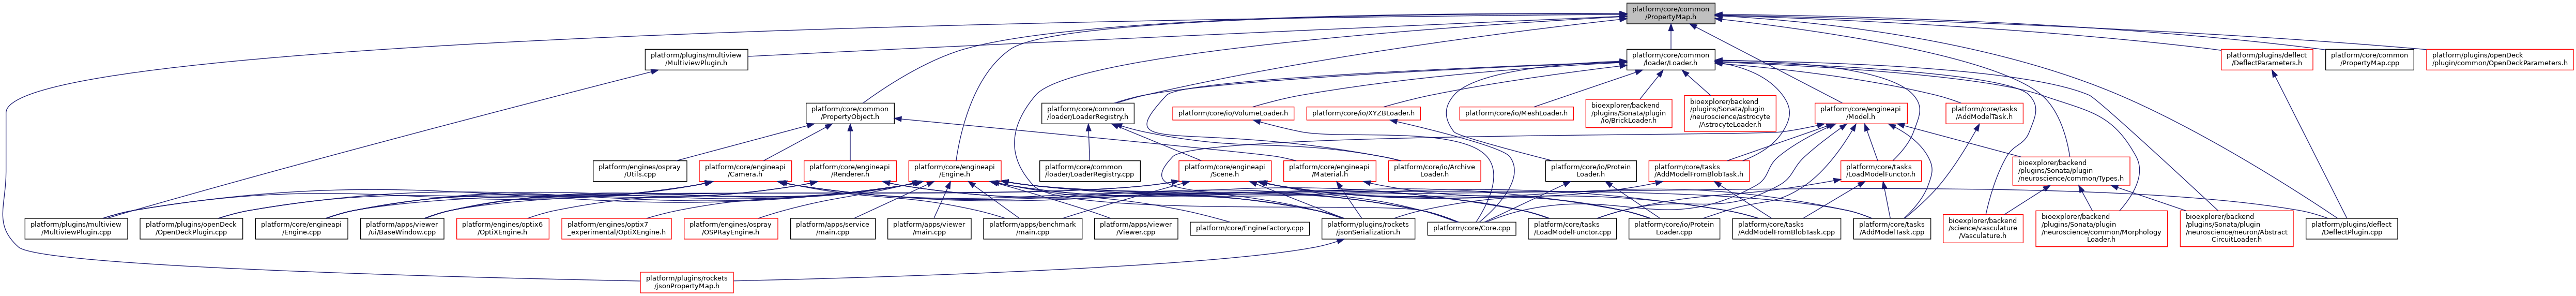 platform/core/common
/PropertyMap.h
platform/plugins/multiview
/MultiviewPlugin.h
platform/core/common
/loader/Loader.h
platform/plugins/deflect
/DeflectParameters.h
platform/core/common
/PropertyMap.cpp
platform/plugins/openDeck
/plugin/common/OpenDeckParameters.h
platform/core/common
/PropertyObject.h
platform/core/common
/loader/LoaderRegistry.h
platform/core/io/VolumeLoader.h
platform/core/io/XYZBLoader.h
platform/core/io/MeshLoader.h
bioexplorer/backend
/plugins/Sonata/plugin
/io/BrickLoader.h
bioexplorer/backend
/plugins/Sonata/plugin
/neuroscience/astrocyte
/AstrocyteLoader.h
platform/core/engineapi
/Model.h
platform/core/tasks
/AddModelTask.h
platform/engines/ospray
/Utils.cpp
platform/core/engineapi
/Camera.h
platform/core/engineapi
/Renderer.h
platform/core/engineapi
/Engine.h
platform/core/common
/loader/LoaderRegistry.cpp
platform/core/engineapi
/Scene.h
platform/core/engineapi
/Material.h
platform/core/io/Archive
Loader.h
platform/core/io/Protein
Loader.h
platform/core/tasks
/AddModelFromBlobTask.h
platform/core/tasks
/LoadModelFunctor.h
bioexplorer/backend
/plugins/Sonata/plugin
/neuroscience/common/Types.h
platform/plugins/multiview
/MultiviewPlugin.cpp
platform/plugins/openDeck
/OpenDeckPlugin.cpp
platform/core/engineapi
/Engine.cpp
platform/apps/viewer
/ui/BaseWindow.cpp
platform/engines/optix6
/OptiXEngine.h
platform/engines/optix7
_experimental/OptiXEngine.h
platform/engines/ospray
/OSPRayEngine.h
platform/apps/service
/main.cpp
platform/apps/viewer
/main.cpp
platform/apps/benchmark
/main.cpp
platform/apps/viewer
/Viewer.cpp
platform/core/EngineFactory.cpp
platform/plugins/rockets
/jsonSerialization.h
platform/core/Core.cpp
platform/core/tasks
/LoadModelFunctor.cpp
platform/core/io/Protein
Loader.cpp
platform/core/tasks
/AddModelFromBlobTask.cpp
platform/core/tasks
/AddModelTask.cpp
bioexplorer/backend
/science/vasculature
/Vasculature.h
bioexplorer/backend
/plugins/Sonata/plugin
/neuroscience/common/Morphology
Loader.h
bioexplorer/backend
/plugins/Sonata/plugin
/neuroscience/neuron/Abstract
CircuitLoader.h
platform/plugins/deflect
/DeflectPlugin.cpp
platform/plugins/rockets
/jsonPropertyMap.h